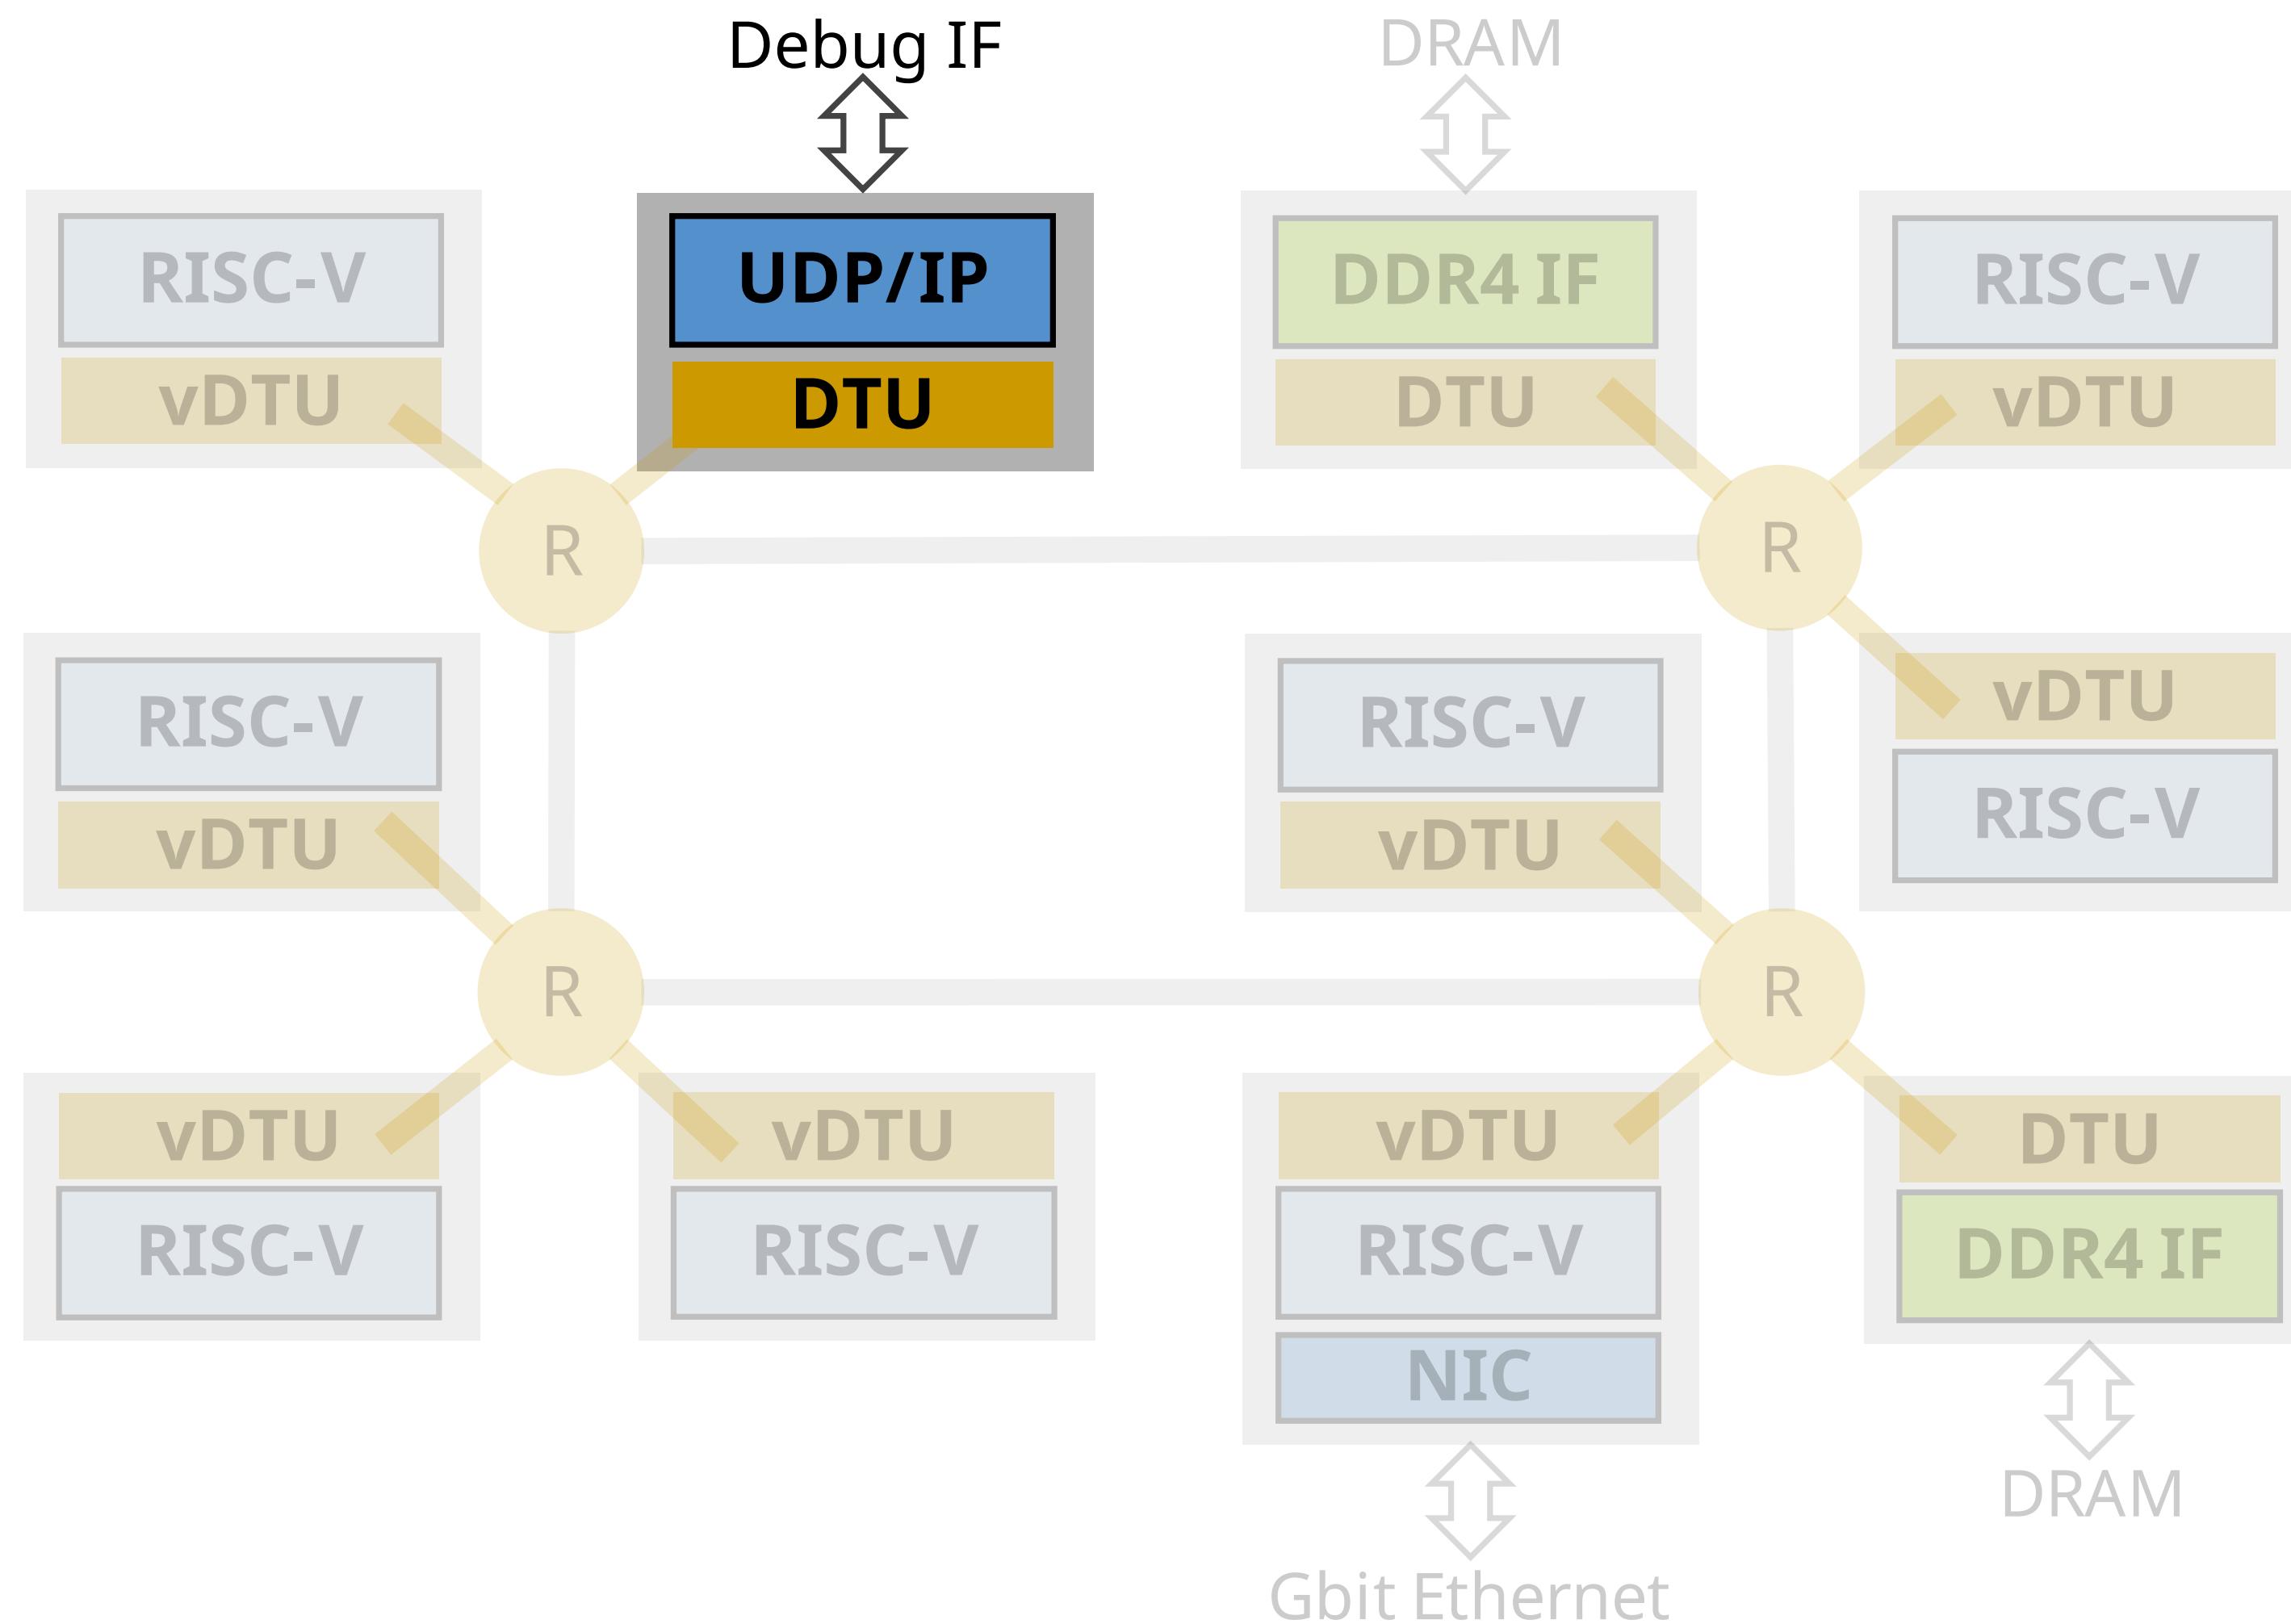 Debug IF
DRAM
RISC-V
vDTU
UDP/IP
DTU
DDR4 IF
DTU
RISC-V
vDTU
R
R
RISC-V
vDTU
RISC-V
vDTU
vDTU
RISC-V
R
R
vDTU
RISC-V
vDTU
RISC-V
vDTU
RISC-V
NIC
DTU
DDR4 IF
DRAM
Gbit Ethernet